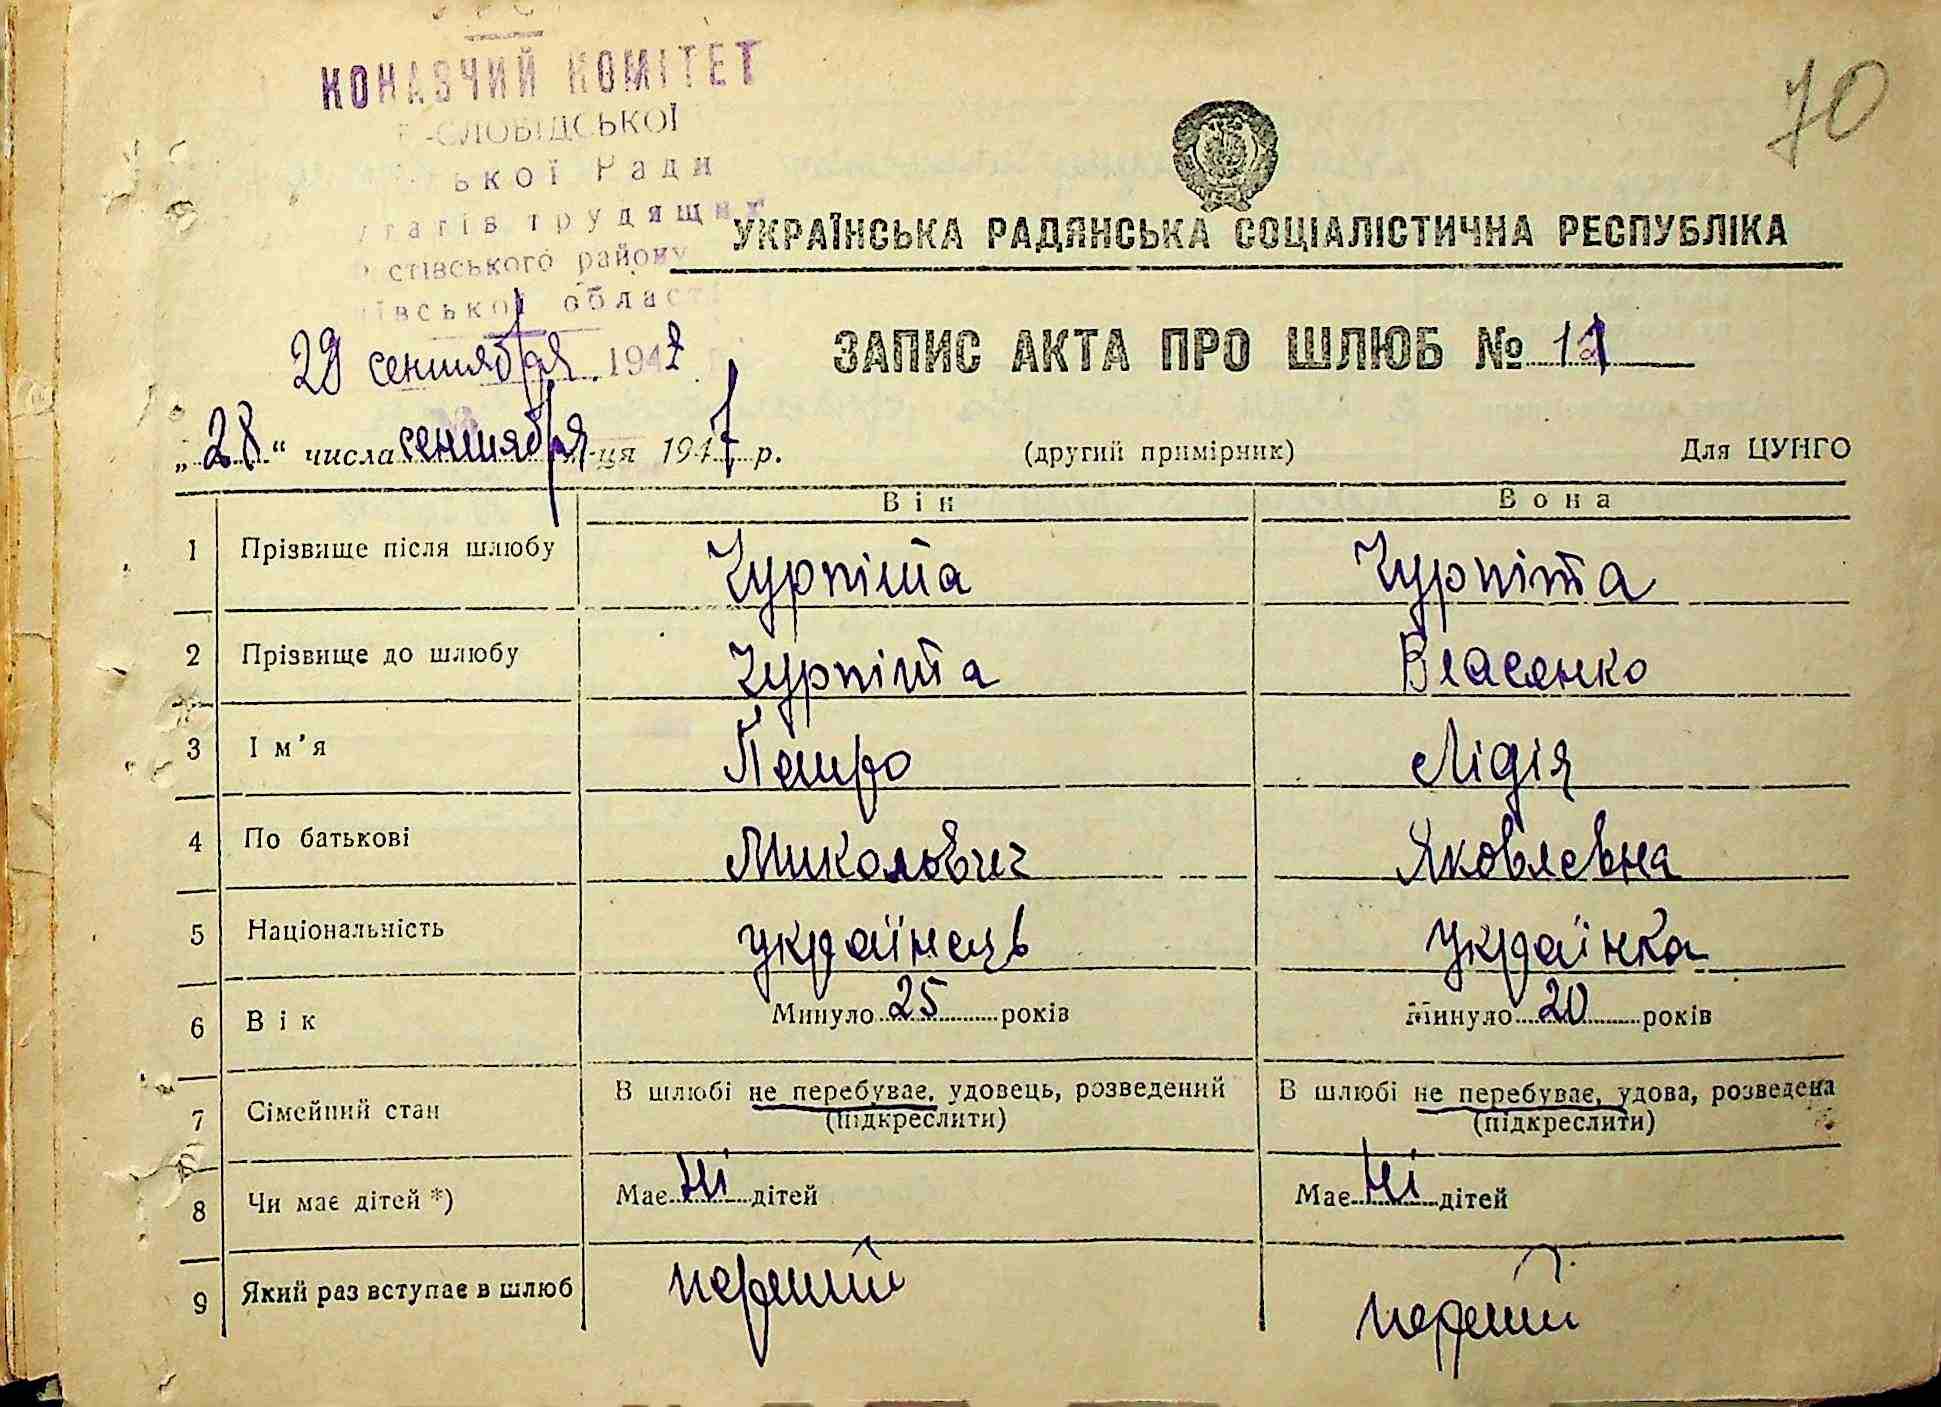 70
КОНАВЧИЙ КОМІТЕТ
-СЛОБІДСЬКОЇ
ької Ради
татів трудящих
стівського району
ківської області
УКРАЇНСЬКА РАДЯНСЬКА СОЦІАЛІСТИЧНА РЕСПУБЛІКА
29 сентября 1947
ЗАПИС АКТА ПРО ШЛЮБ № 11
„28“ числа сентября -ця 1947 р. (другий примірник) Для ЦУНГО
Він Вона
1 Прізвище після шлюбу Чурпіта Чурпіта
2 Прізвище до шлюбу Чурпіта Власенко
3 Ім’я Петро Лідія
4 По батькові Микольович Яковлевна
5 Національність українець українка
6 Вік Минуло 25 років Минуло 20 років
7 Сімейний стан В шлюбі не перебуває, удовець, розведений В шлюбі не перебуває, удова, розведена
(підкреслити) (підкреслити)
8 Чи має дітей *) Має ні дітей Має ні дітей
9 Який раз вступає в шлюб перший перший